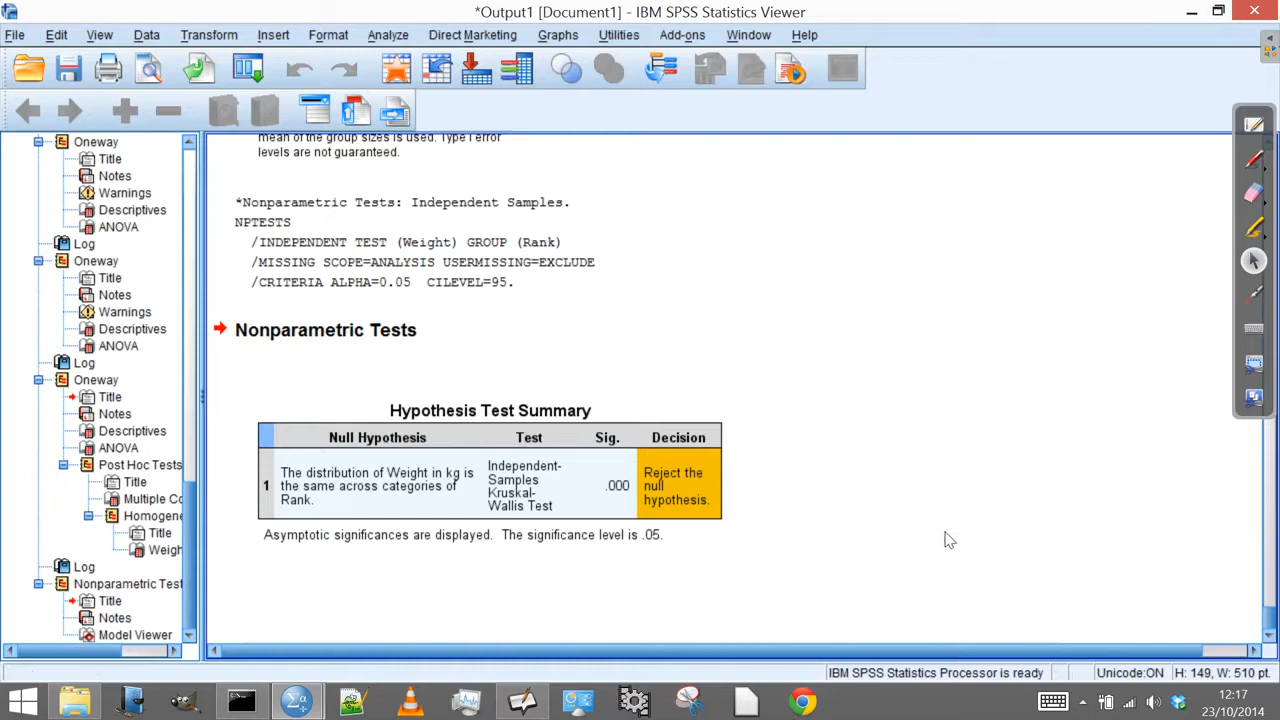 *Output1 [Document1] - IBM SPSS Statistics Viewer
File Edit View Data Transform Insert Format Analyze Direct Marketing Graphs Utilities Add-ons Window Help
Oneway
Title
Notes
Warnings
Descriptives
ANOVA
Log
Oneway
Title
Notes
Warnings
Descriptives
ANOVA
Log
Oneway
Title
Notes
Descriptives
ANOVA
Post Hoc Tests
Title
Multiple Co
Homogene
Title
Weigh
Log
Nonparametric Test
Title
Notes
Model Viewer
mean of the group sizes is used. Type I error
levels are not guaranteed.
*Nonparametric Tests: Independent Samples.
NPTESTS
/INDEPENDENT TEST (Weight) GROUP (Rank)
/MISSING SCOPE=ANALYSIS USERMISSING=EXCLUDE
/CRITERIA ALPHA=0.05 CILEVEL=95.
Nonparametric Tests
Hypothesis Test Summary
Null Hypothesis Test Sig. Decision
1
The distribution of Weight in kg is
the same across categories of
Rank.
Independent-
Samples
Kruskal-
Wallis Test
.000
Reject the
null
hypothesis.
Asymptotic significances are displayed. The significance level is .05.
IBM SPSS Statistics Processor is ready Unicode:ON H: 149, W: 510 pt.
12:17
23/10/2014